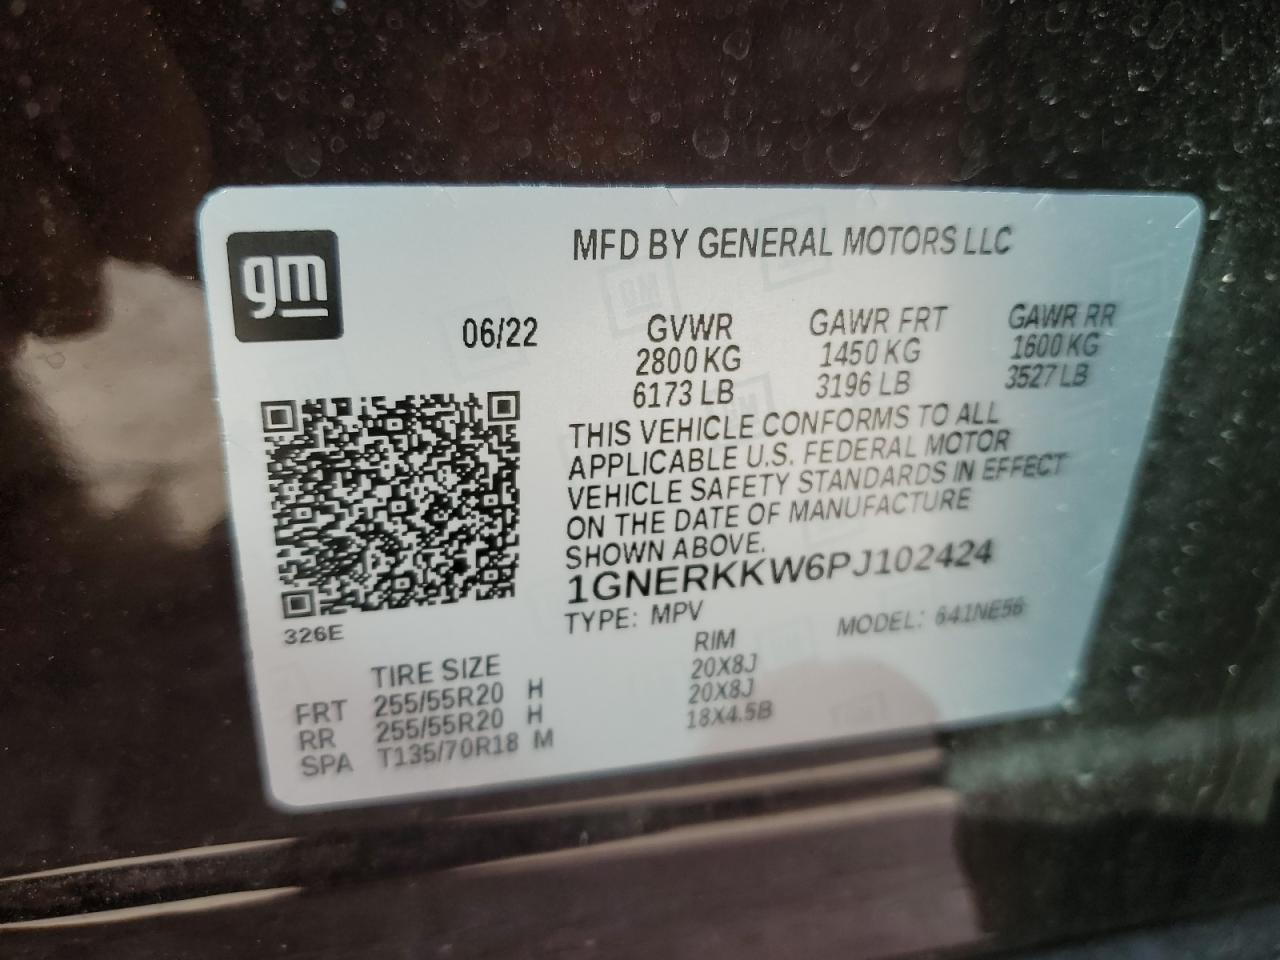 gm
MFD BY GENERAL MOTORS LLC
06/22
GVWR GAWR FRT GAWR RR
2800 KG 1450 KG 1600 KG
6173 LB 3196 LB 3527 LB
THIS VEHICLE CONFORMS TO ALL
APPLICABLE U.S. FEDERAL MOTOR
VEHICLE SAFETY STANDARDS IN EFFECT
ON THE DATE OF MANUFACTURE
SHOWN ABOVE.
1GNERKKW6PJ102424
TYPE: MPV MODEL: 641NE56
326E
TIRE SIZE RIM
FRT 255/55R20 H 20X8J
RR 255/55R20 H 20X8J
SPA T135/70R18 M 18X4.5B